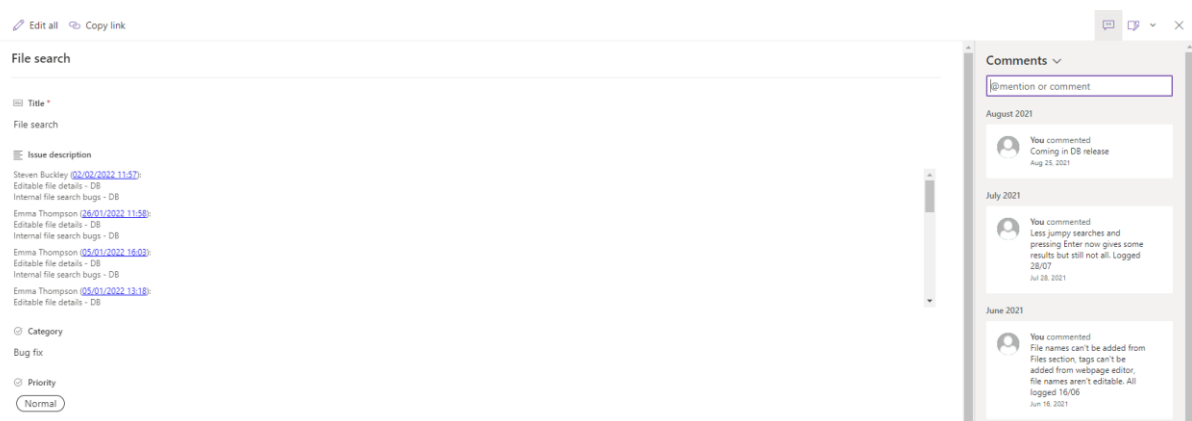 Edit all Copy link
File search
Title *
File search
Issue description
Steven Buckley (02/02/2022 11:57):
Editable file details - DB
Internal file search bugs - DB
Emma Thompson (26/01/2022 11:58):
Editable file details - DB
Internal file search bugs - DB
Emma Thompson (05/01/2022 16:03):
Editable file details - DB
Internal file search bugs - DB
Emma Thompson (05/01/2022 13:18):
Editable file details - DB
Category
Bug fix
Priority
Normal
Comments
@mention or comment
August 2021
You commented
Coming in DB release
Aug 25, 2021
July 2021
You commented
Less jumpy searches and
pressing Enter now gives some
results but still not all. Logged
28/07
Jul 28, 2021
June 2021
You commented
File names can't be added from
Files section, tags can't be
added from webpage editor,
file names aren't editable. All
logged 16/06
Jun 16, 2021